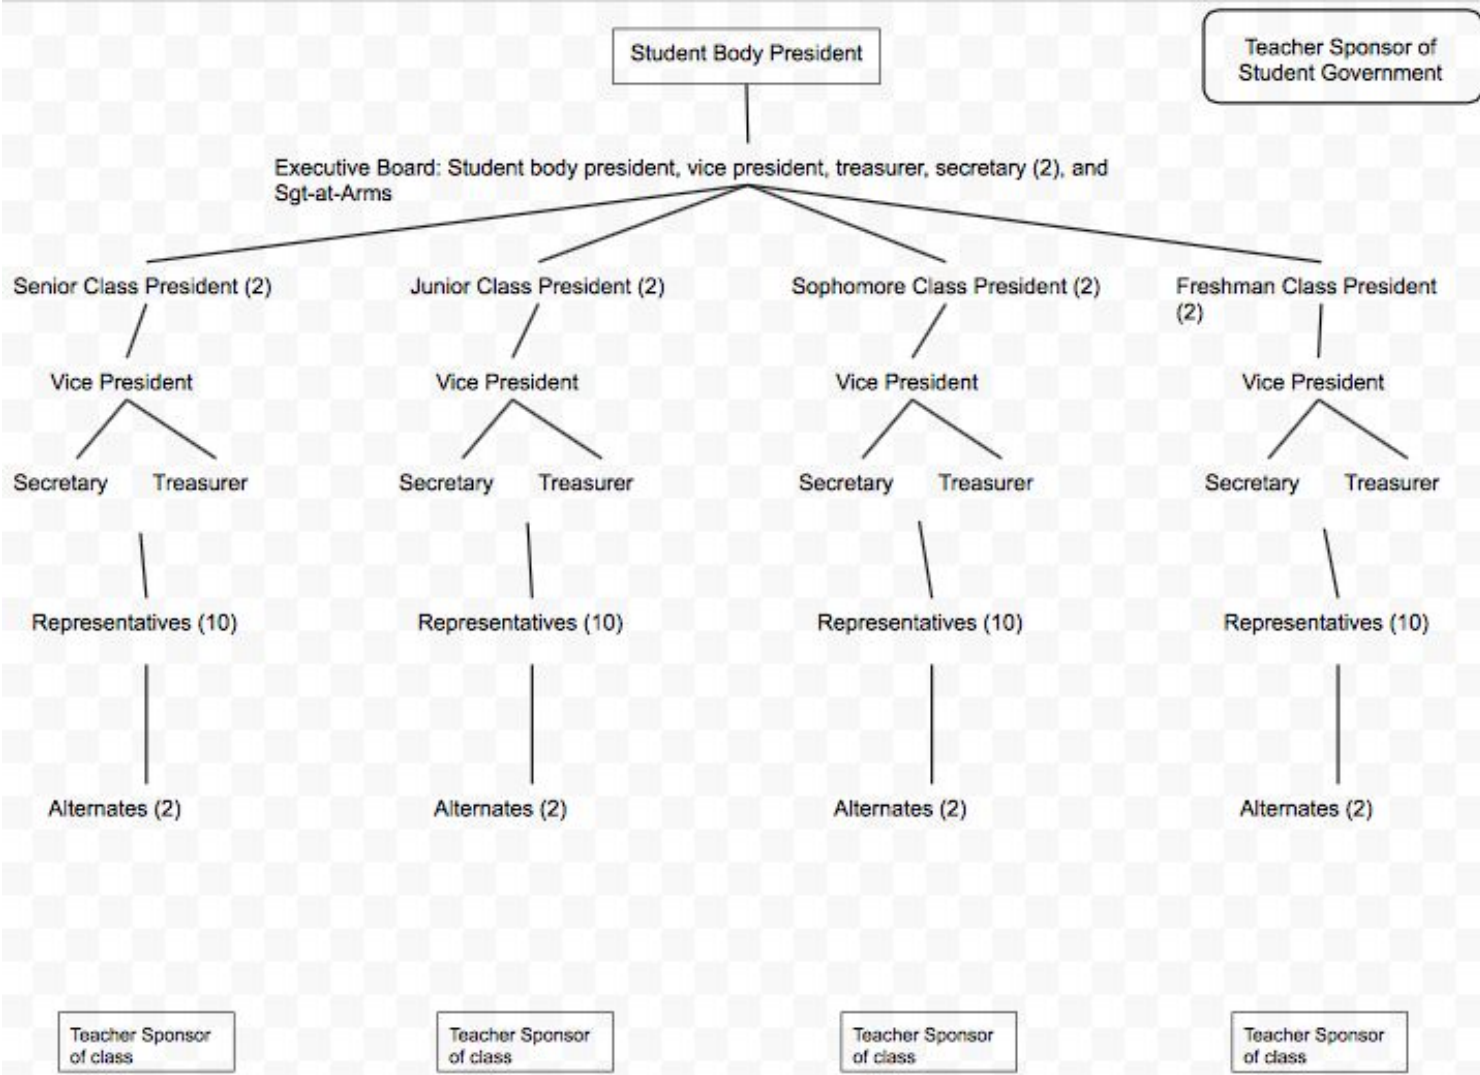 Student Body President
Teacher Sponsor of
Student Government
Executive Board: Student body president, vice president, treasurer, secretary (2), and
Sgt-at-Arms
Senior Class President (2)
Junior Class President (2)
Sophomore Class President (2)
Freshman Class President
(2)
Vice President
Vice President
Vice President
Vice President
Secretary
Treasurer
Secretary
Treasurer
Secretary
Treasurer
Secretary
Treasurer
Representatives (10)
Representatives (10)
Representatives (10)
Representatives (10)
Alternates (2)
Alternates (2)
Alternates (2)
Alternates (2)
Teacher Sponsor
of class
Teacher Sponsor
of class
Teacher Sponsor
of class
Teacher Sponsor
of class